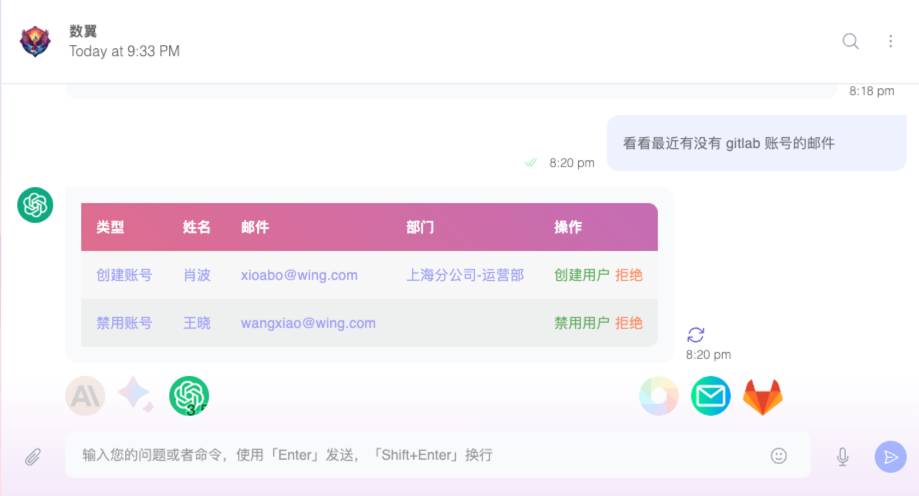 数翼
Today at 9:33 PM
8:18 pm
看看最近有没有 gitlab 账号的邮件
8:20 pm
类型 姓名 邮件 部门 操作
创建账号 肖波 xioabo@wing.com 上海分公司-运营部 创建用户 拒绝
禁用账号 王晓 wangxiao@wing.com 禁用用户 拒绝
8:20 pm
AI
输入您的问题或者命令，使用「Enter」发送，「Shift+Enter」换行